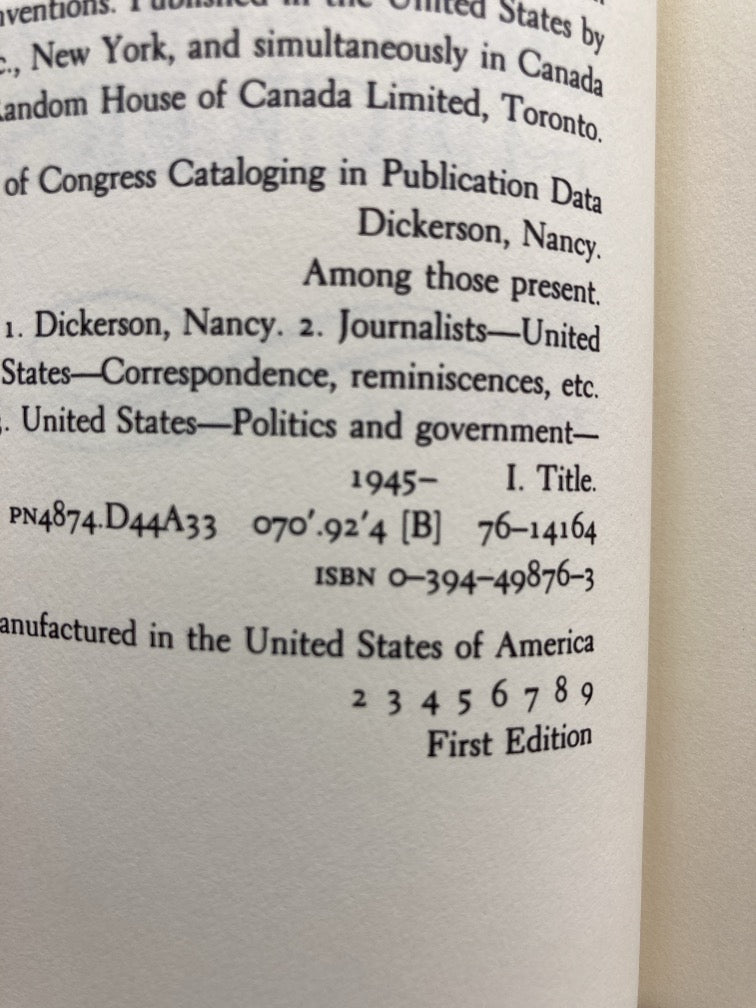 in the United States by
New York, and simultaneously in Canada
House of Canada Limited, Toronto.
of Congress Cataloging in Publication Data
Dickerson, Nancy.
Among those present.
1. Dickerson, Nancy. 2. Journalists—United
States—Correspondence, reminiscences, etc.
United States—Politics and government—
1945– I. Title.
PN4874.D44A33 070'.92'4 [B] 76–14164
ISBN 0–394–49876–3
anufactured in the United States of America
2 3 4 5 6 7 8 9
First Edition